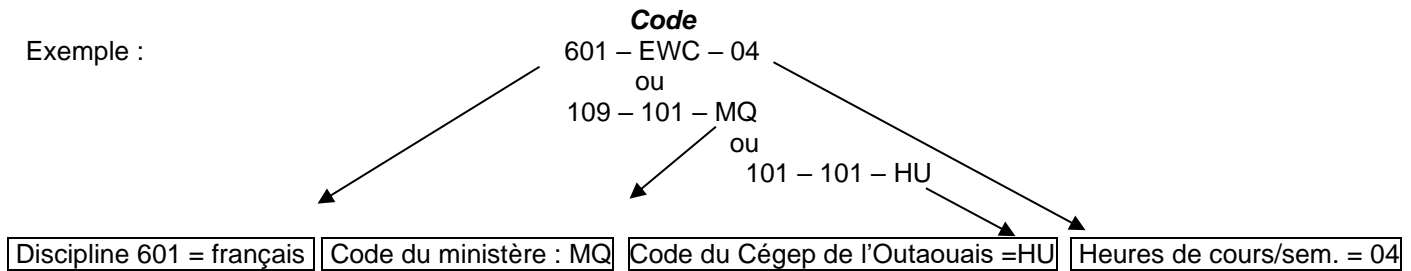 Code
Exemple : 601 – EWC – 04
ou
109 – 101 – MQ
ou
101 – 101 – HU
Discipline 601 = français Code du ministère : MQ Code du Cégep de l’Outaouais =HU Heures de cours/sem. = 04